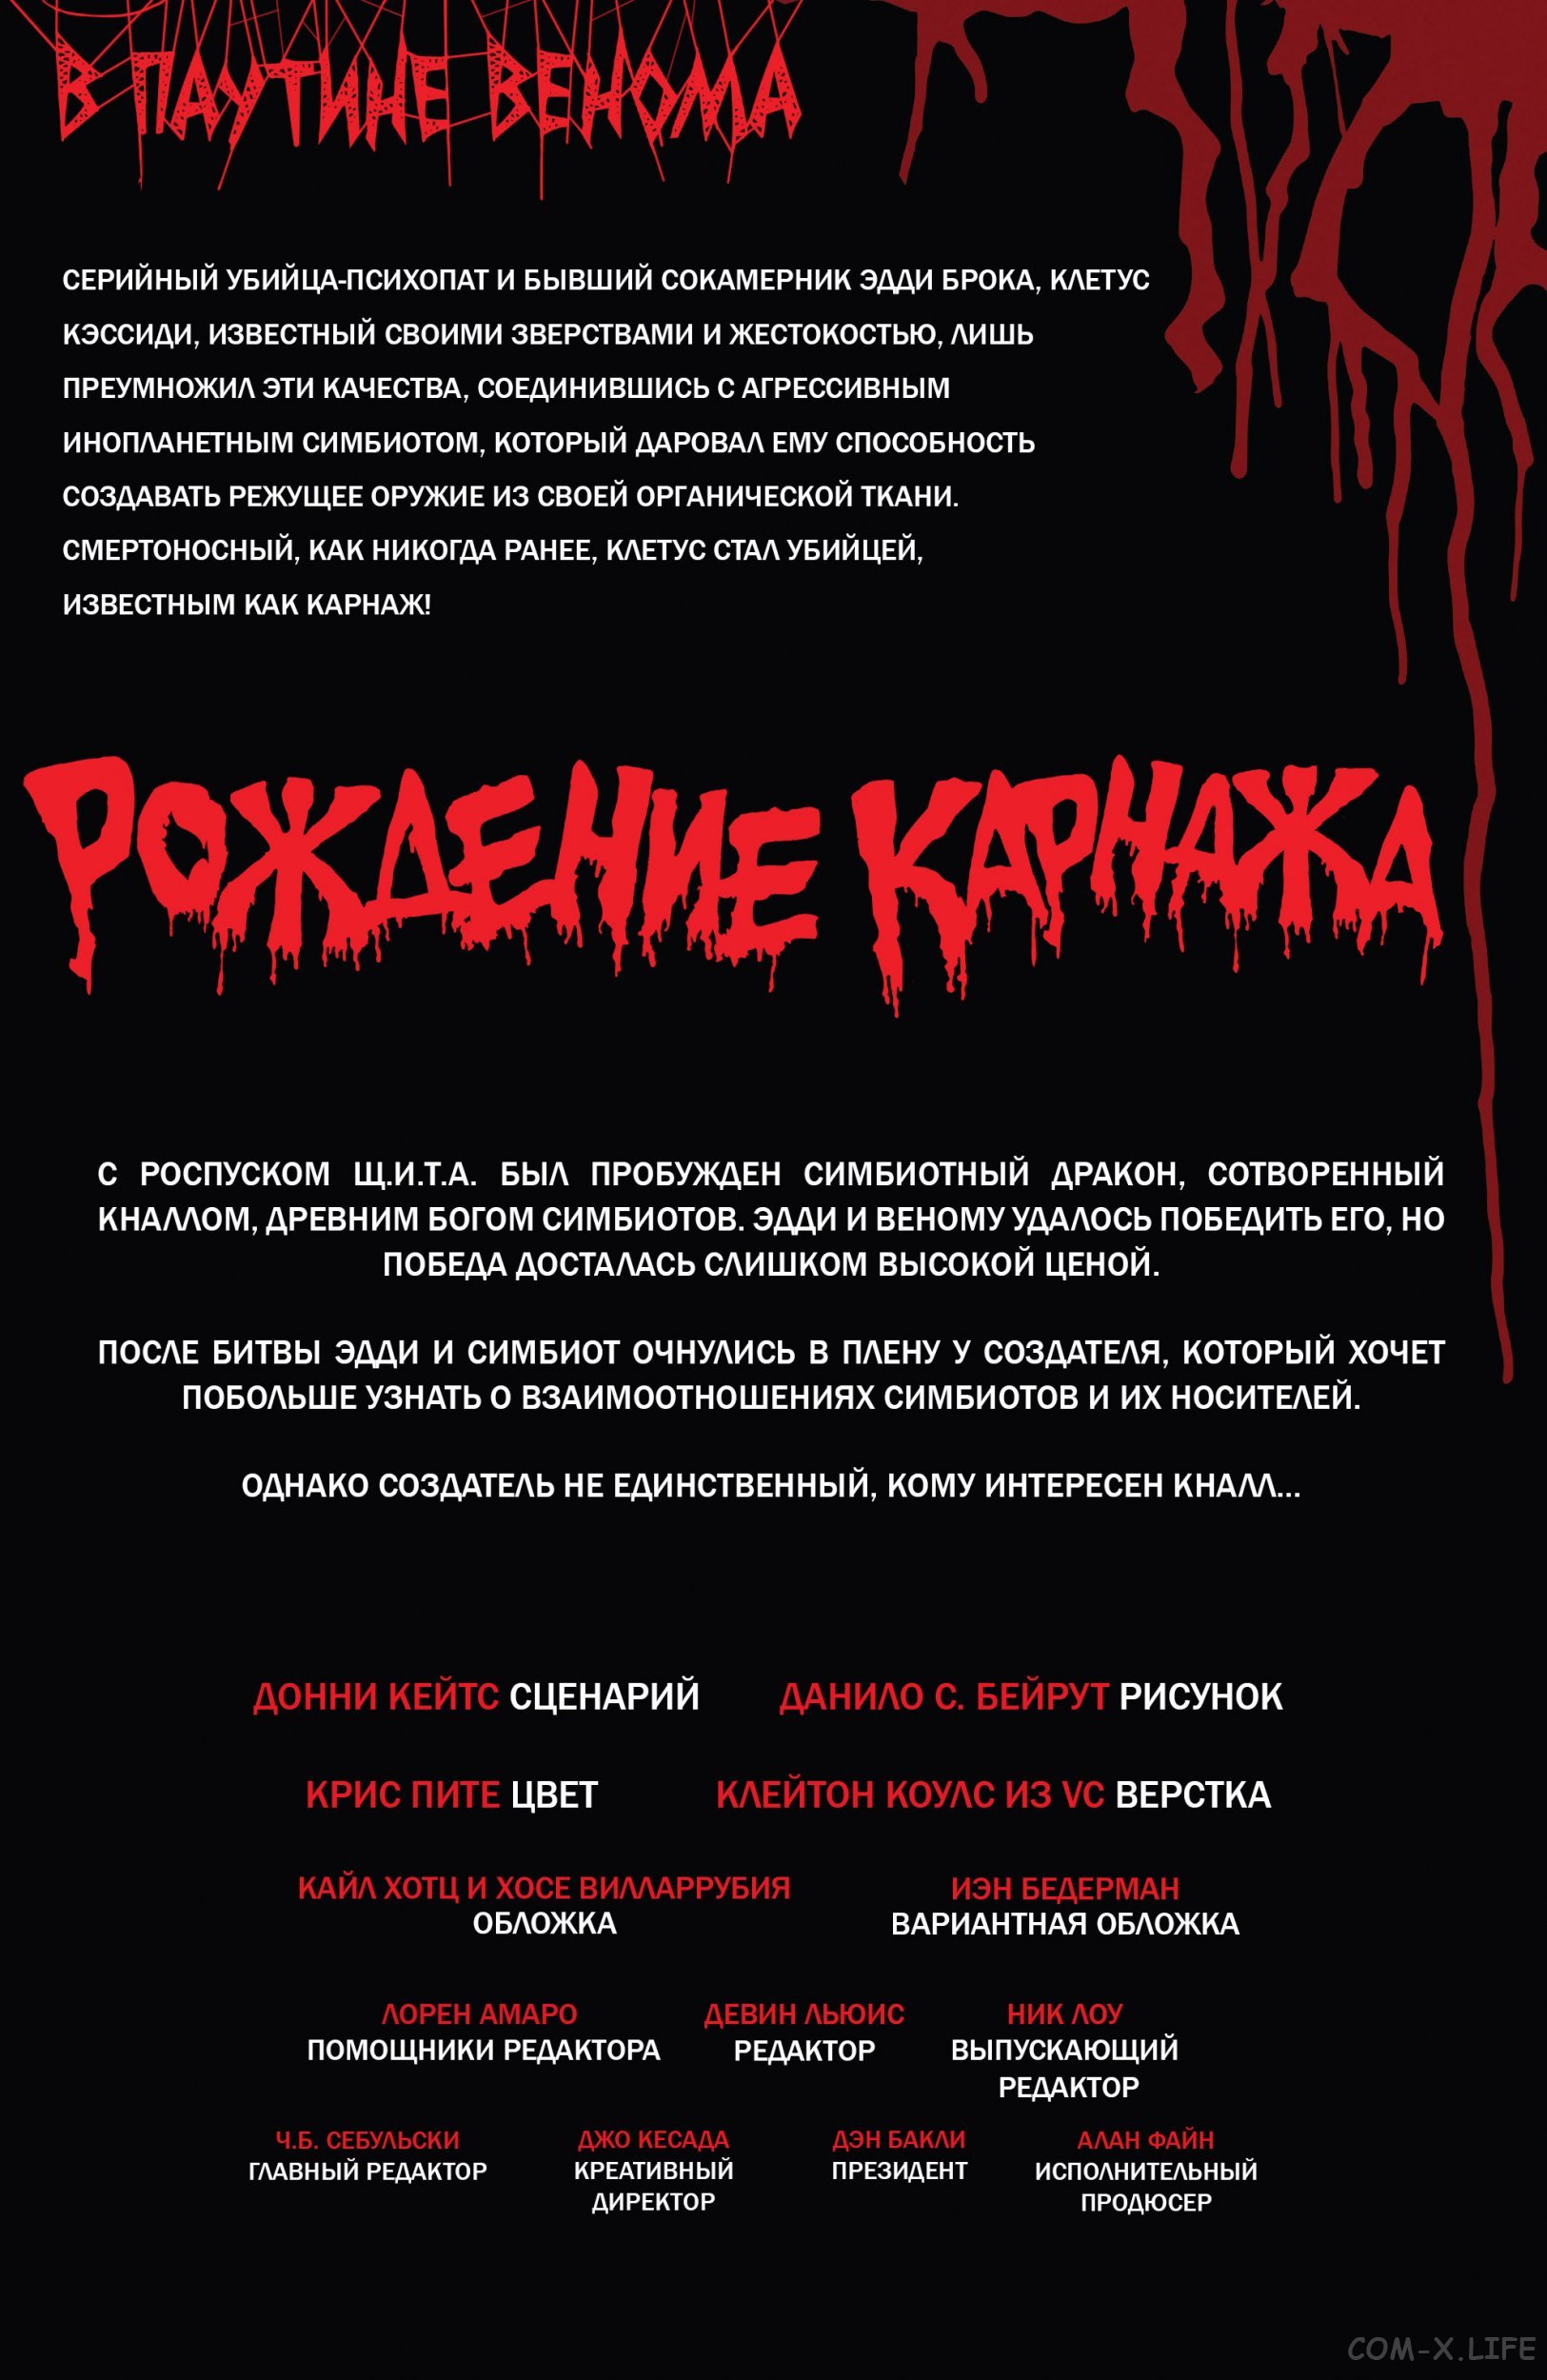 В ПАУТИНЕ ВЕНОМА
СЕРИЙНЫЙ УБИЙЦА-ПСИХОПАТ И БЫВШИЙ СОКАМЕРНИК ЭДДИ БРОКА, КЛЕТУС
КЭССИДИ, ИЗВЕСТНЫЙ СВОИМИ ЗВЕРСТВАМИ И ЖЕСТОКОСТЬЮ, ЛИШЬ
ПРЕУМНОЖИЛ ЭТИ КАЧЕСТВА, СОЕДИНИВШИСЬ С АГРЕССИВНЫМ
ИНОПЛАНЕТНЫМ СИМБИОТОМ, КОТОРЫЙ ДАРОВАЛ ЕМУ СПОСОБНОСТЬ
СОЗДАВАТЬ РЕЖУЩЕЕ ОРУЖИЕ ИЗ СВОЕЙ ОРГАНИЧЕСКОЙ ТКАНИ.
СМЕРТОНОСНЫЙ, КАК НИКОГДА РАНЕЕ, КЛЕТУС СТАЛ УБИЙЦЕЙ,
ИЗВЕСТНЫМ КАК КАРНАЖ!
РОЖДЕНИЕ КАРНАЖА
С РОСПУСКОМ Щ.И.Т.А. БЫЛ ПРОБУЖДЕН СИМБИОТНЫЙ ДРАКОН, СОТВОРЕННЫЙ
КНАЛЛОМ, ДРЕВНИМ БОГОМ СИМБИОТОВ. ЭДДИ И ВЕНОМУ УДАЛОСЬ ПОБЕДИТЬ ЕГО, НО
ПОБЕДА ДОСТАЛАСЬ СЛИШКОМ ВЫСОКОЙ ЦЕНОЙ.
ПОСЛЕ БИТВЫ ЭДДИ И СИМБИОТ ОЧНУЛИСЬ В ПЛЕНУ У СОЗДАТЕЛЯ, КОТОРЫЙ ХОЧЕТ
ПОБОЛЬШЕ УЗНАТЬ О ВЗАИМООТНОШЕНИЯХ СИМБИОТОВ И ИХ НОСИТЕЛЕЙ.
ОДНАКО СОЗДАТЕЛЬ НЕ ЕДИНСТВЕННЫЙ, КОМУ ИНТЕРЕСЕН КНАЛЛ...
ДОННИ КЕЙТС СЦЕНАРИЙ ДАНИЛО С. БЕЙРУТ РИСУНОК
КРИС ПИТЕ ЦВЕТ КЛЕЙТОН КОУЛС ИЗ VC ВЕРСТКА
КАЙЛ ХОТЦ И ХОСЕ ВИЛЛАРРУБИЯ
ОБЛОЖКА
ИЭН БЕДЕРМАН
ВАРИАНТНАЯ ОБЛОЖКА
ЛОРЕН АМАРО
ПОМОЩНИКИ РЕДАКТОРА
ДЕВИН ЛЬЮИС
РЕДАКТОР
НИК ЛОУ
ВЫПУСКАЮЩИЙ
РЕДАКТОР
Ч.Б. СЕБУЛЬСКИ
ГЛАВНЫЙ РЕДАКТОР
ДЖО КЕСАДА
КРЕАТИВНЫЙ
ДИРЕКТОР
ДЭН БАКЛИ
ПРЕЗИДЕНТ
АЛАН ФАЙН
ИСПОЛНИТЕЛЬНЫЙ
ПРОДЮСЕР
COM-X.LIFE